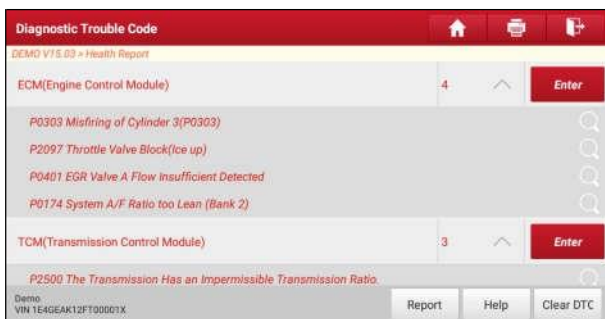 Diagnostic Trouble Code
DEMO V15.03 > Health Report
ECM(Engine Control Module) 4 Enter
P0303 Misfiring of Cylinder 3(P0303)
P2097 Throttle Valve Block(Ice up)
P0401 EGR Valve A Flow Insufficient Detected
P0174 System A/F Ratio too Lean (Bank 2)
TCM(Transmission Control Module) 3 Enter
P2500 The Transmission Has an Impermissible Transmission Ratio.
Demo
VIN 1E4GEAK12FT00001X
Report Help Clear DTC